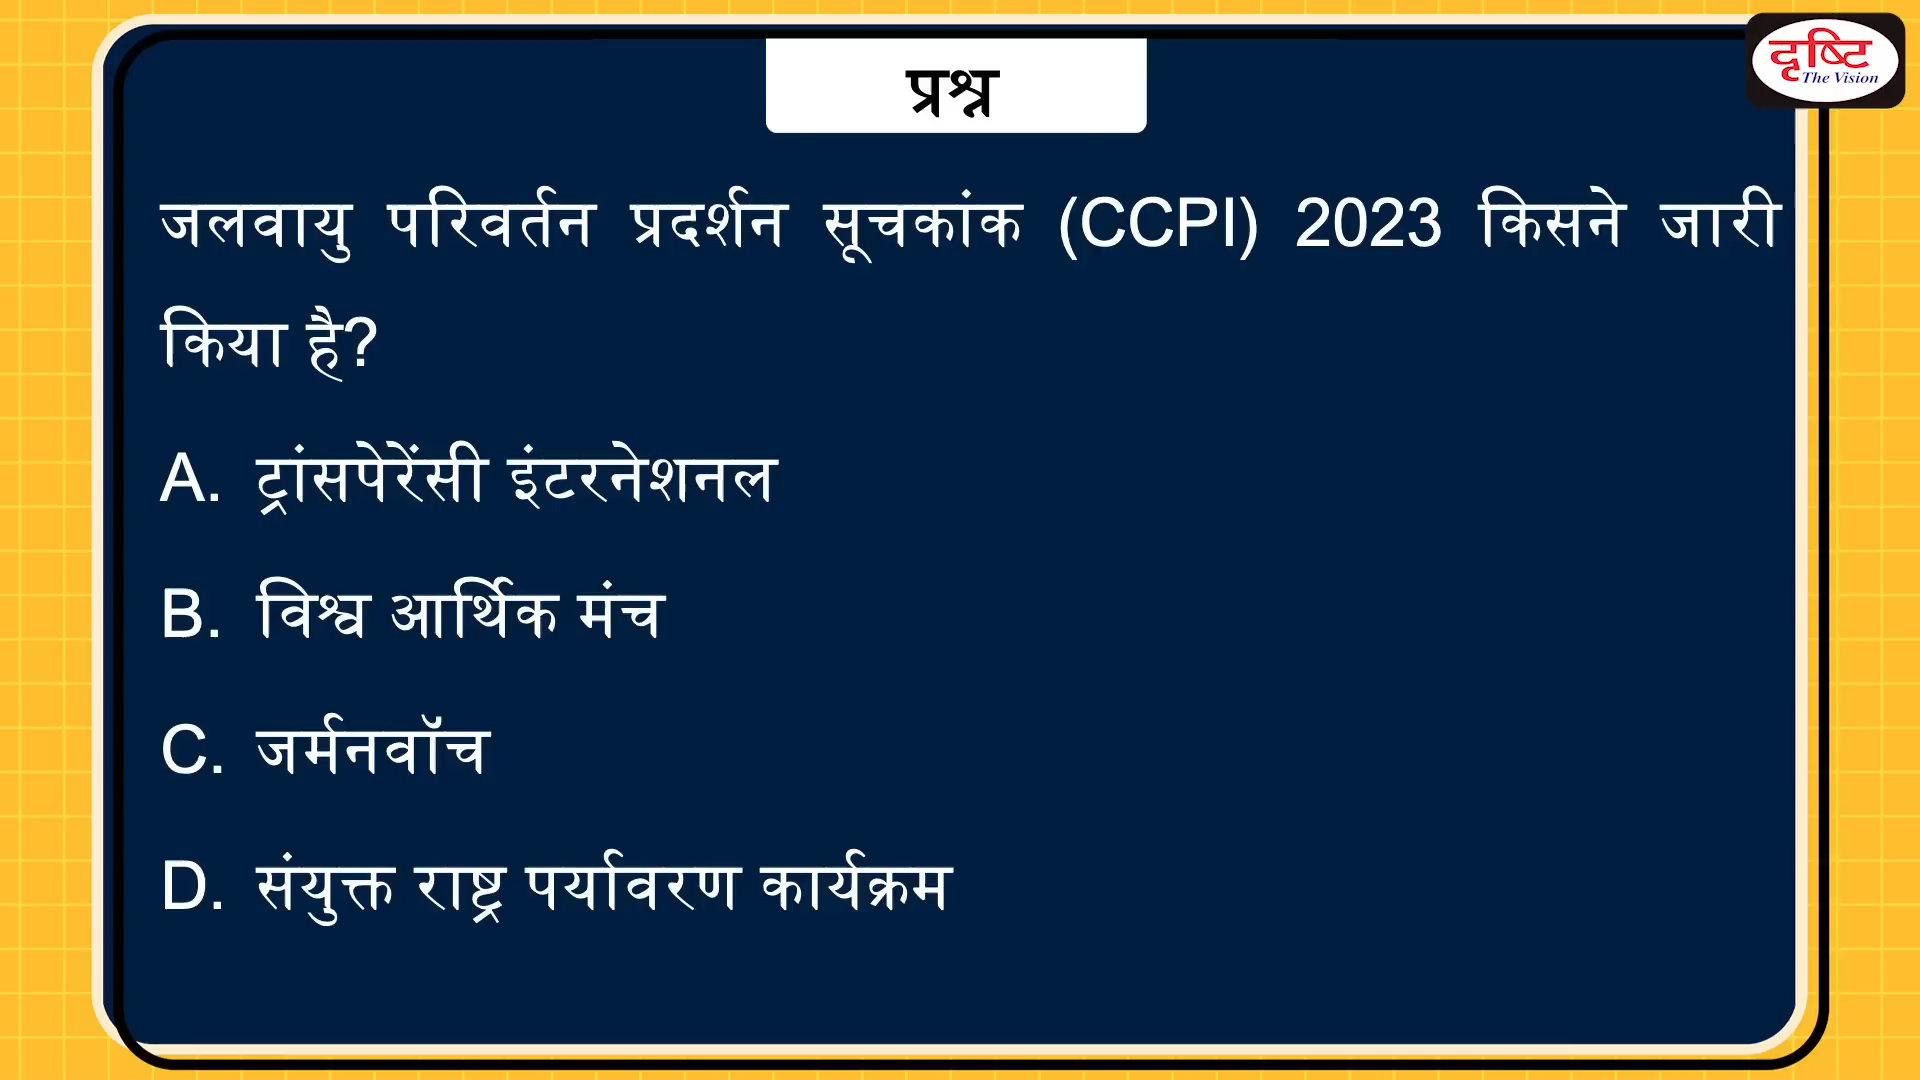 प्रश्न
दृष्टि
The Vision
जलवायु परिवर्तन प्रदर्शन सूचकांक (CCPI) 2023 किसने जारी
किया है?
A. ट्रांसपेरेंसी इंटरनेशनल
B. विश्व आर्थिक मंच
C. जर्मनवॉच
D. संयुक्त राष्ट्र पर्यावरण कार्यक्रम